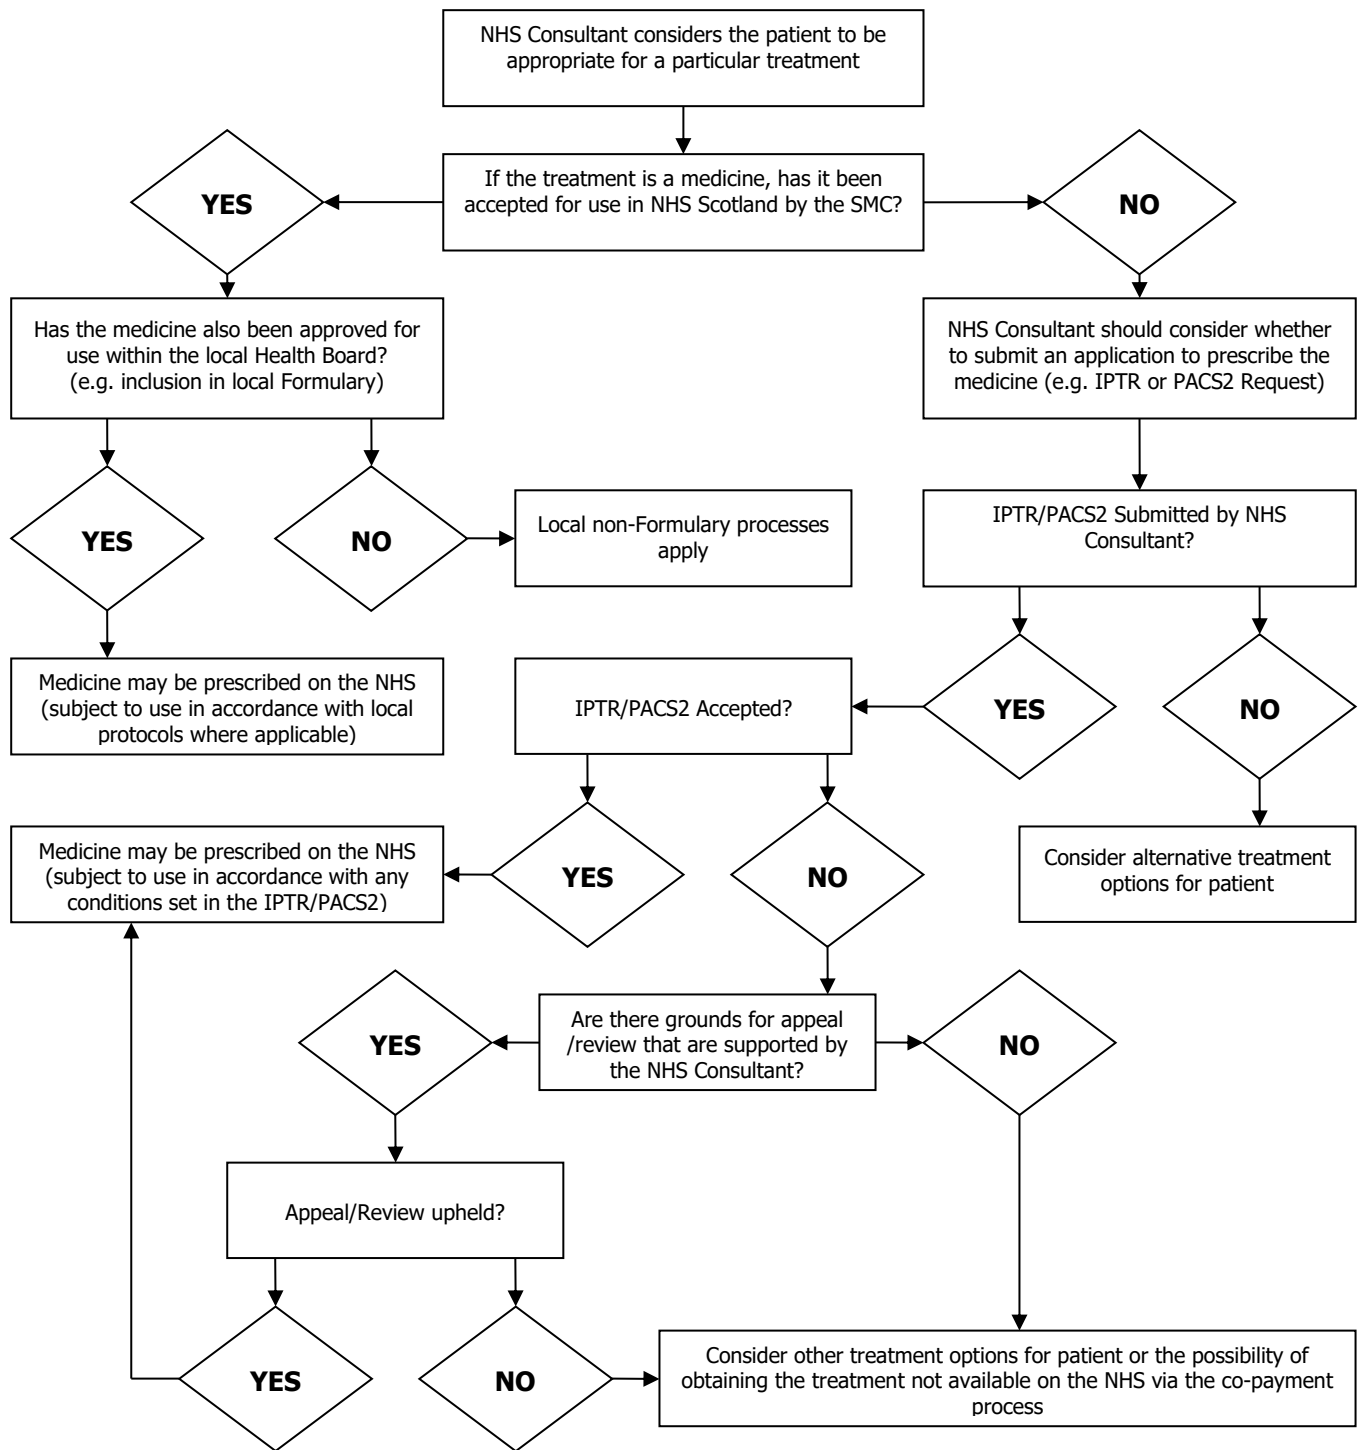 NHS Consultant considers the patient to be
appropriate for a particular treatment
If the treatment is a medicine, has it been
accepted for use in NHS Scotland by the SMC?
YES
NO
Has the medicine also been approved for
use within the local Health Board?
(e.g. inclusion in local Formulary)
NHS Consultant should consider whether
to submit an application to prescribe the
medicine (e.g. IPTR or PACS2 Request)
YES
NO
Local non-Formulary processes
apply
IPTR/PACS2 Submitted by NHS
Consultant?
Medicine may be prescribed on the NHS
(subject to use in accordance with local
protocols where applicable)
IPTR/PACS2 Accepted?
YES
NO
Medicine may be prescribed on the NHS
(subject to use in accordance with any
conditions set in the IPTR/PACS2)
YES
NO
Consider alternative treatment
options for patient
YES
Are there grounds for appeal
/review that are supported by
the NHS Consultant?
NO
Appeal/Review upheld?
YES
NO
Consider other treatment options for patient or the possibility of
obtaining the treatment not available on the NHS via the co-payment
process